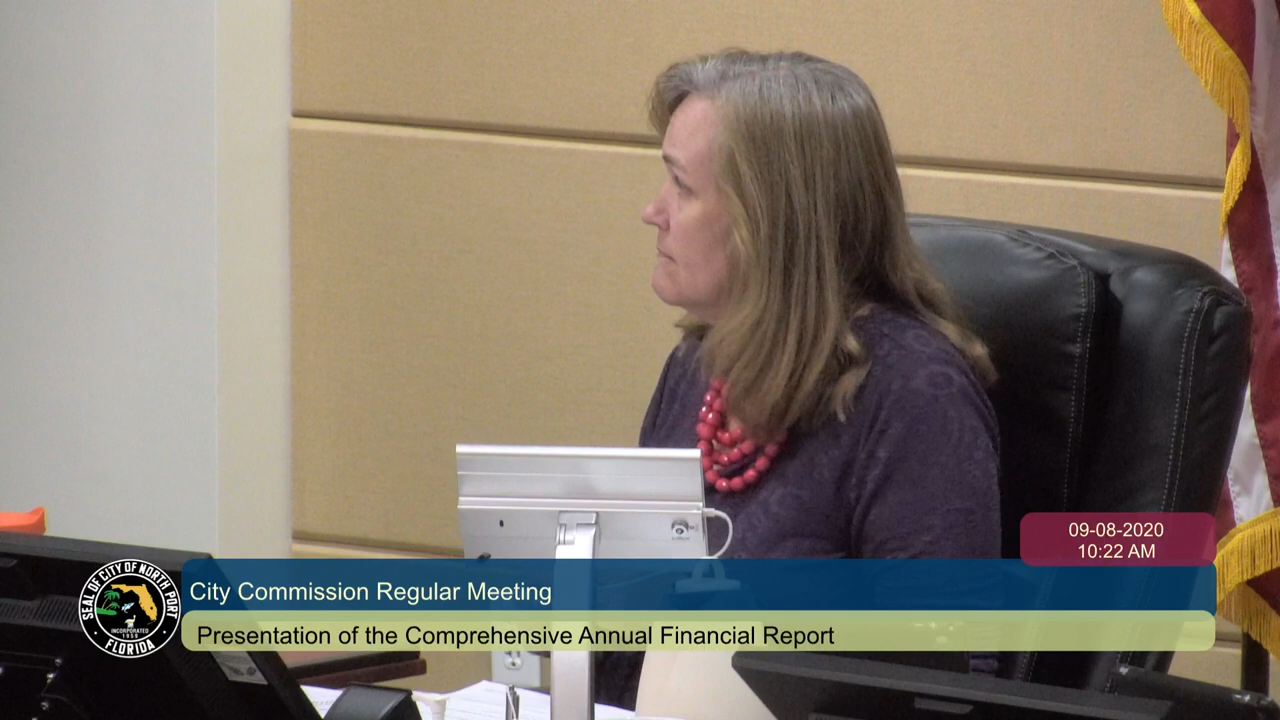 09-08-2020
10:22 AM
City Commission Regular Meeting
Presentation of the Comprehensive Annual Financial Report
SEAL OF CITY OF NORTH PORT
INCORPORATED
1959
FLORIDA